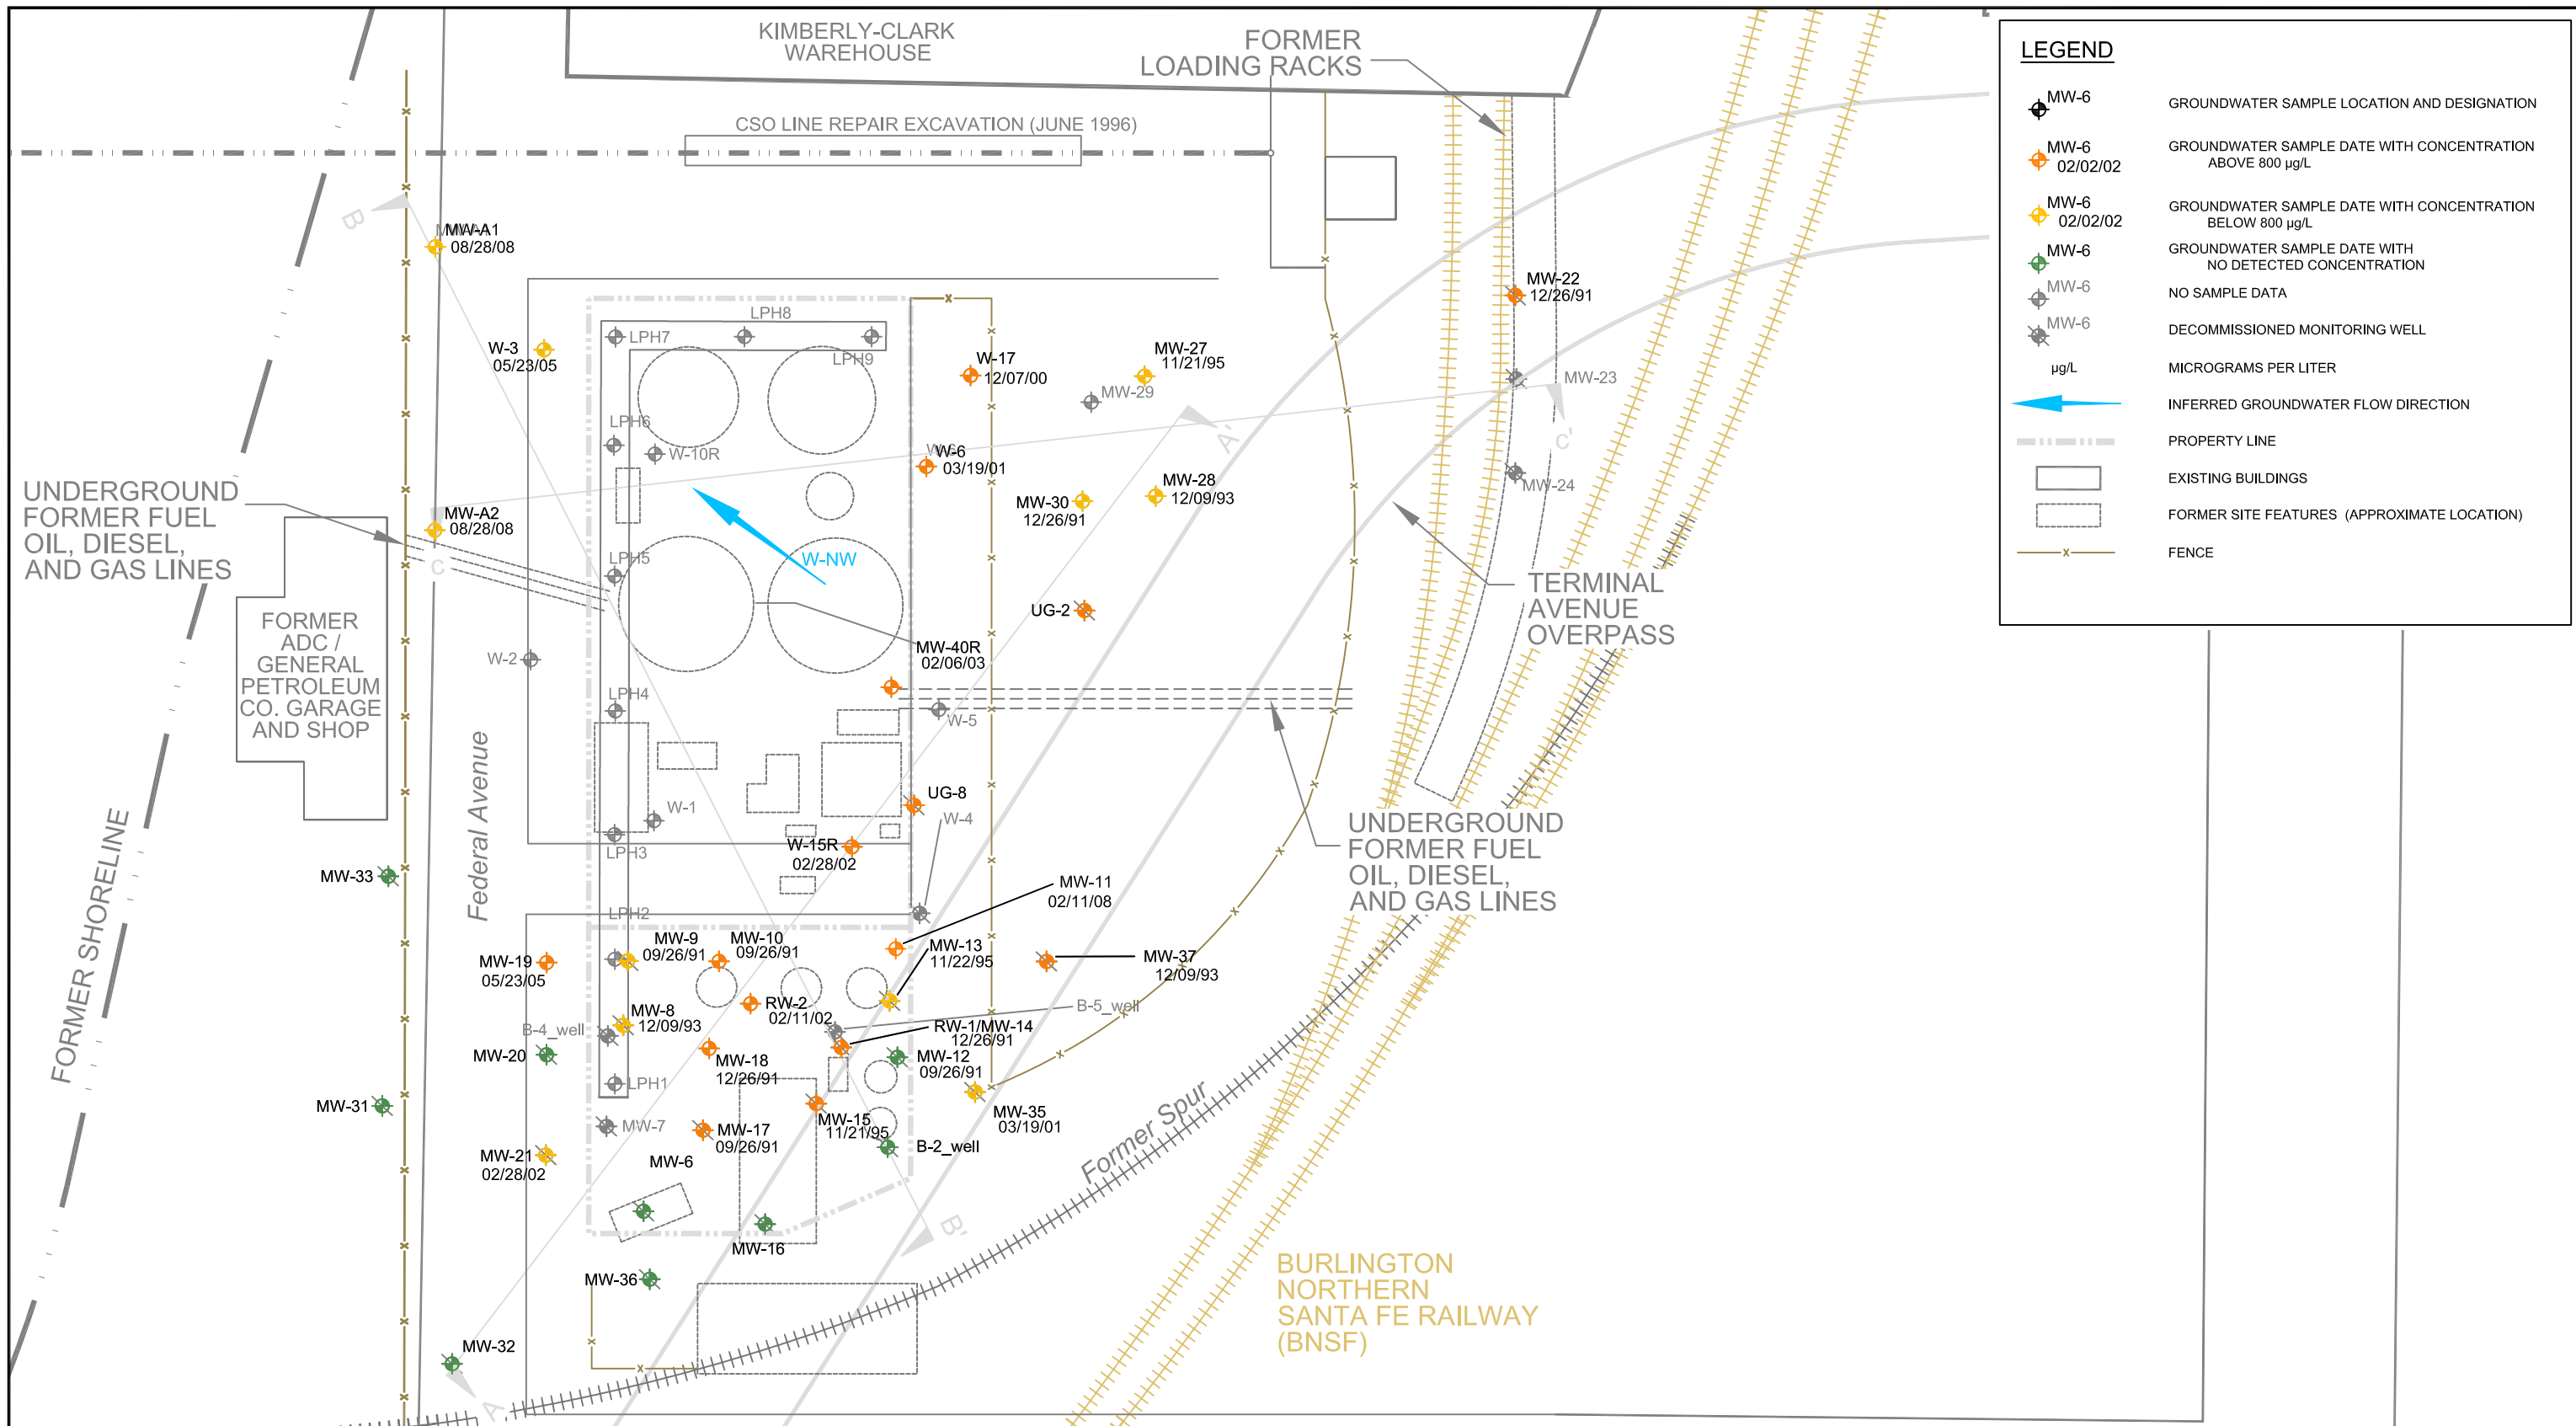 KIMBERLY-CLARK
WAREHOUSE
FORMER
LOADING RACKS
CSO LINE REPAIR EXCAVATION (JUNE 1996)
B
MW-A1
08/28/08
MW-22
12/26/91
LPH8
LPH7
LPH9
W-3
05/23/05
W-17
12/07/00
MW-27
11/21/95
MW-29
MW-23
A'
C'
LPH6
W-10R
W-6
03/19/01
MW-28
12/09/93
MW-30
12/26/91
MW-24
UNDERGROUND
FORMER FUEL
OIL, DIESEL,
AND GAS LINES
MW-A2
08/28/08
C
LPH5
W-NW
UG-2
TERMINAL
AVENUE
OVERPASS
FORMER
ADC /
GENERAL
PETROLEUM
CO. GARAGE
AND SHOP
W-2
MW-40R
02/06/03
LPH4
W-5
Federal Avenue
FORMER SHORELINE
W-1
UG-8
W-4
LPH3
W-15R
02/28/02
UNDERGROUND
FORMER FUEL
OIL, DIESEL,
AND GAS LINES
MW-33
MW-11
02/11/08
LPH2
MW-9
09/26/91
MW-10
09/26/91
MW-13
11/22/95
MW-37
12/09/93
MW-19
05/23/05
RW-2
02/11/02
B-5_well
MW-8
12/09/93
B-4_well
RW-1/MW-14
12/26/91
MW-20
MW-18
12/26/91
MW-12
09/26/91
LPH1
MW-31
MW-7
MW-17
09/26/91
MW-15
11/21/95
MW-35
03/19/01
B-2_well
MW-21
02/28/02
MW-6
Former Spur
B'
MW-16
MW-36
BURLINGTON
NORTHERN
SANTA FE RAILWAY
(BNSF)
MW-32
A
LEGEND
MW-6
GROUNDWATER SAMPLE LOCATION AND DESIGNATION
MW-6
02/02/02
GROUNDWATER SAMPLE DATE WITH CONCENTRATION
ABOVE 800 µg/L
MW-6
02/02/02
GROUNDWATER SAMPLE DATE WITH CONCENTRATION
BELOW 800 µg/L
MW-6
GROUNDWATER SAMPLE DATE WITH
NO DETECTED CONCENTRATION
MW-6
NO SAMPLE DATA
MW-6
DECOMMISSIONED MONITORING WELL
µg/L
MICROGRAMS PER LITER
INFERRED GROUNDWATER FLOW DIRECTION
PROPERTY LINE
EXISTING BUILDINGS
FORMER SITE FEATURES (APPROXIMATE LOCATION)
FENCE